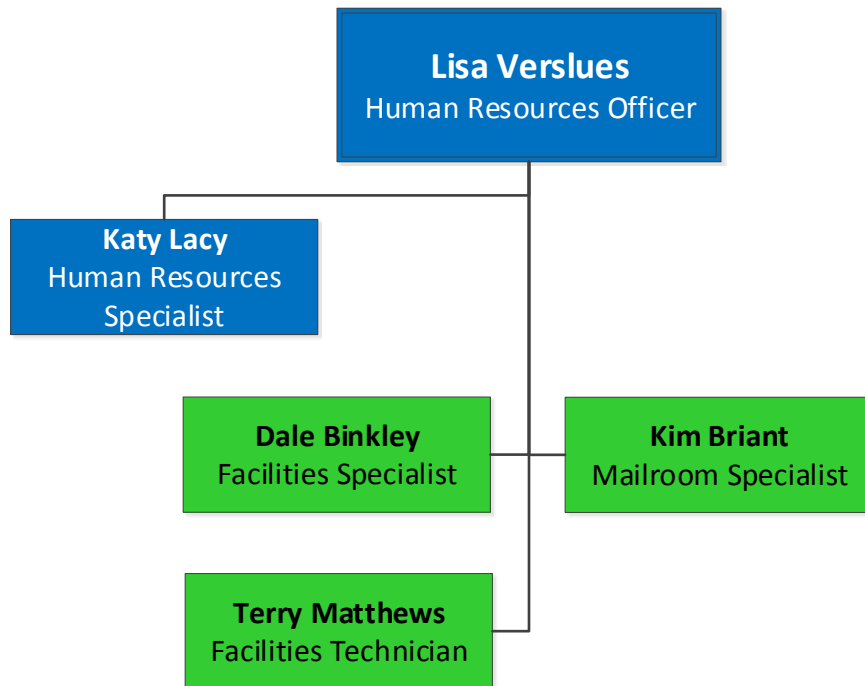 Lisa Verslues
Human Resources Officer
Katy Lacy
Human Resources
Specialist
Dale Binkley
Facilities Specialist
Kim Briant
Mailroom Specialist
Terry Matthews
Facilities Technician